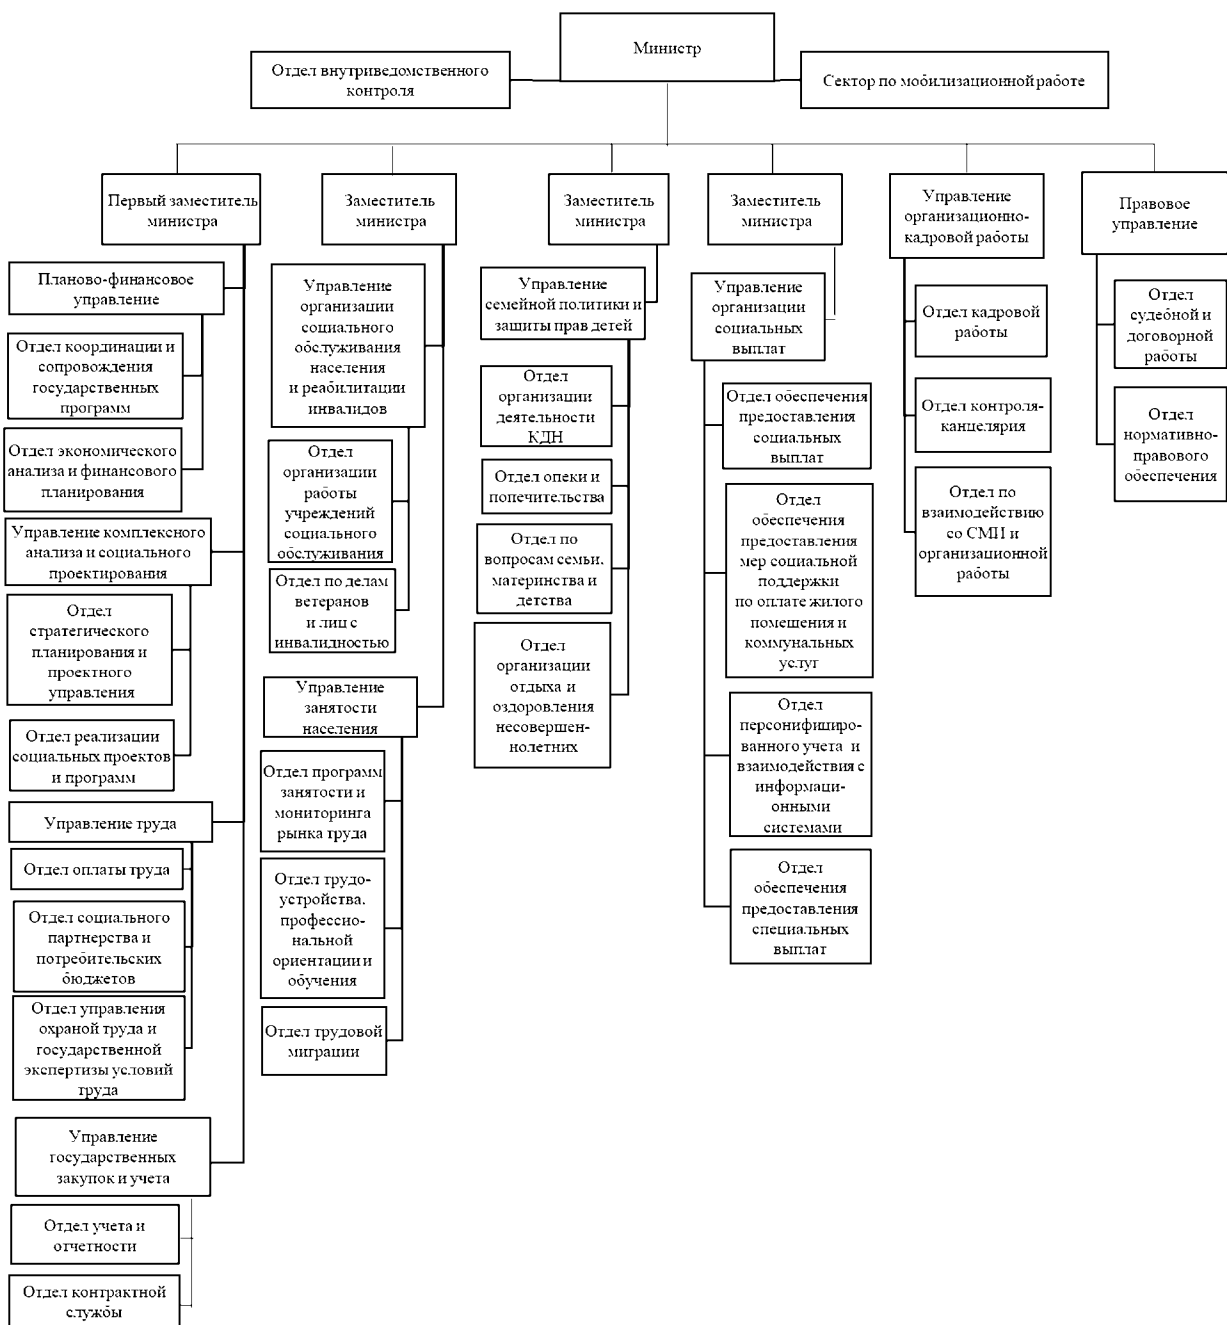 Министр
Отдел внутриведомственного
контроля
Сектор по мобилизационной работе
Первый заместитель
министра
Планово-финансовое
управление
Отдел координации и
сопровождения
государственных
программ
Отдел экономического
анализа и финансового
планирования
Управление комплексного
анализа и социального
проектирования
Отдел
стратегического
планирования и
проектного
управления
Отдел реализации
социальных проектов
и программ
Управление труда
Отдел оплаты труда
Отдел социального
партнерства и
потребительских
бюджетов
Отдел управления
охраной труда и
государственной
экспертизы условий
труда
Управление
государственных
закупок и учета
Отдел учета и
отчетности
Отдел контрактной
службы
Заместитель
министра
Управление
организации
социального
обслуживания
населения
и реабилитации
инвалидов
Отдел
организации
работы
учреждений
социального
обслуживания
Отдел по делам
ветеранов
и лиц с
инвалидностью
Управление
занятости
населения
Отдел программ
занятости и
мониторинга
рынка труда
Отдел трудо-
устройства,
профессио-
нальной
ориентации и
обучения
Отдел трудовой
миграции
Заместитель
министра
Управление
семейной политики и
защиты прав детей
Отдел
организации
деятельности
КДН
Отдел опеки и
попечительства
Отдел по
вопросам семьи,
материнства и
детства
Отдел
организации
отдыха и
оздоровления
несовершен-
нолетних
Заместитель
министра
Управление
организации
социальных
выплат
Отдел обеспечения
предоставления
социальных
выплат
Отдел
обеспечения
предоставления
мер социальной
поддержки
по оплате жилого
помещения и
коммунальных
услуг
Отдел
персонифициро-
ванного учета и
взаимодействия с
информаци-
онными
системами
Отдел
обеспечения
предоставления
специальных
выплат
Управление
организационно-
кадровой работы
Отдел кадровой
работы
Отдел контроля-
канцелярия
Отдел по
взаимодействию
со СМИ и
организационной
работы
Правовое
управление
Отдел
судебной и
договорной
работы
Отдел
нормативно-
правового
обеспечения